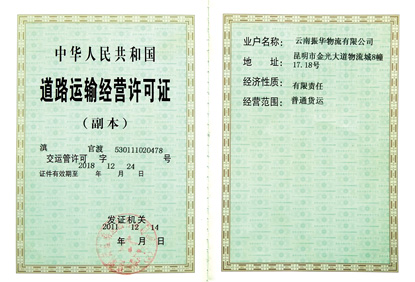 中华人民共和国
道路运输经营许可证
(副本)
滇 官渡 530111020478
交运管许可 字 号
2018 12 24
证件有效期至 年 月 日
发证机关
2011 12 14
年 月 日
业户名称: 云南振华物流有限公司
地 址: 昆明市金光大道物流城8幢
17.18号
经济性质: 有限责任
经营范围: 普通货运